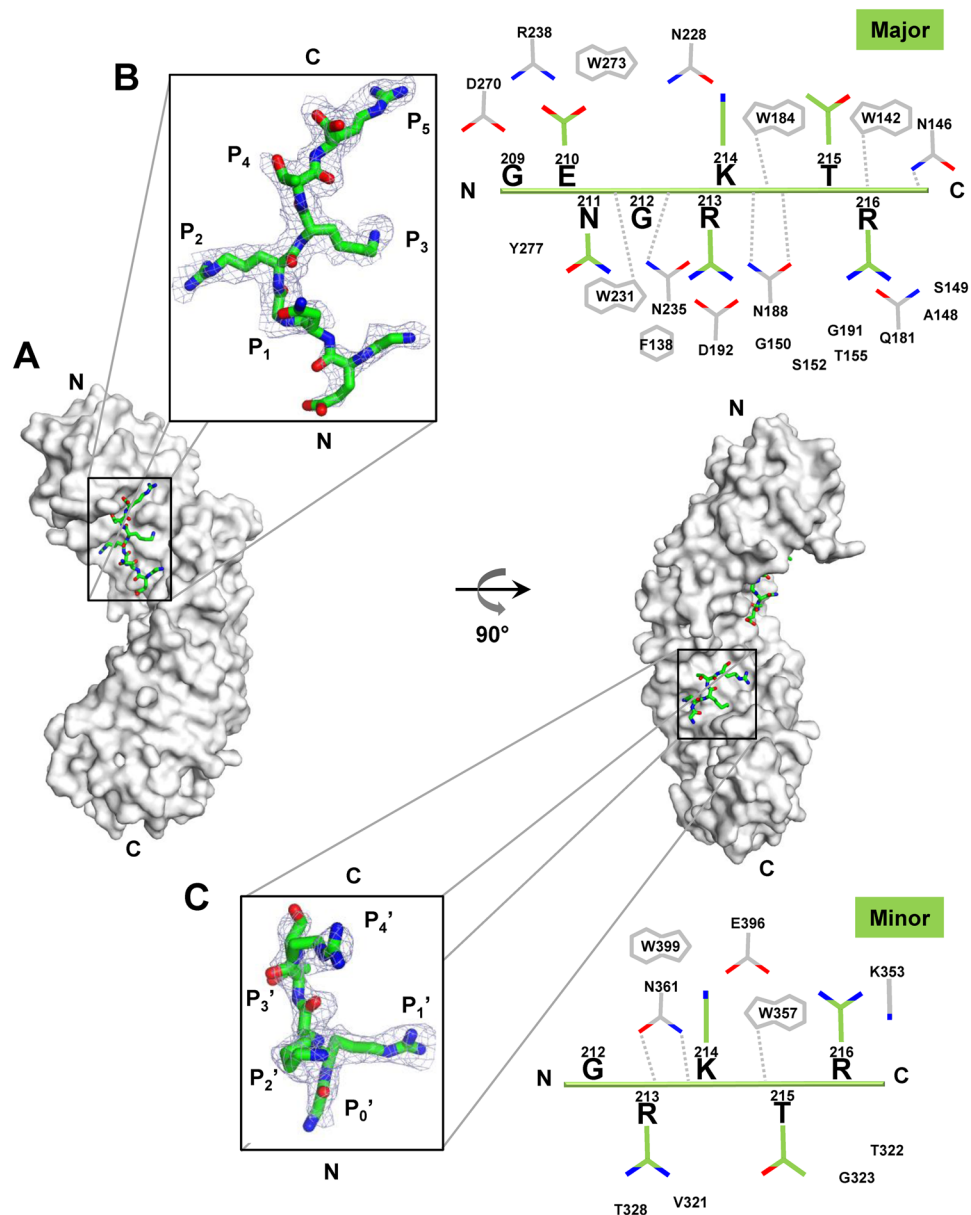 Major
R238
W273
N228
D270
W184
W142
N146
209
210
214
215
G
E
K
T
N
C
211
212
213
216
N
G
R
R
Y277
W231
N235
N188
S149
F138
D192
G150
G191
A148
S152
T155
Q181
B
C
P5
P4
P2
P3
P1
N
A
N
C
90°
N
C
C
C
P4'
P3'
P1'
P2'
P0'
N
Minor
E396
W399
K353
N361
W357
212
214
216
G
K
R
N
C
213
215
R
T
T322
G323
T328
V321